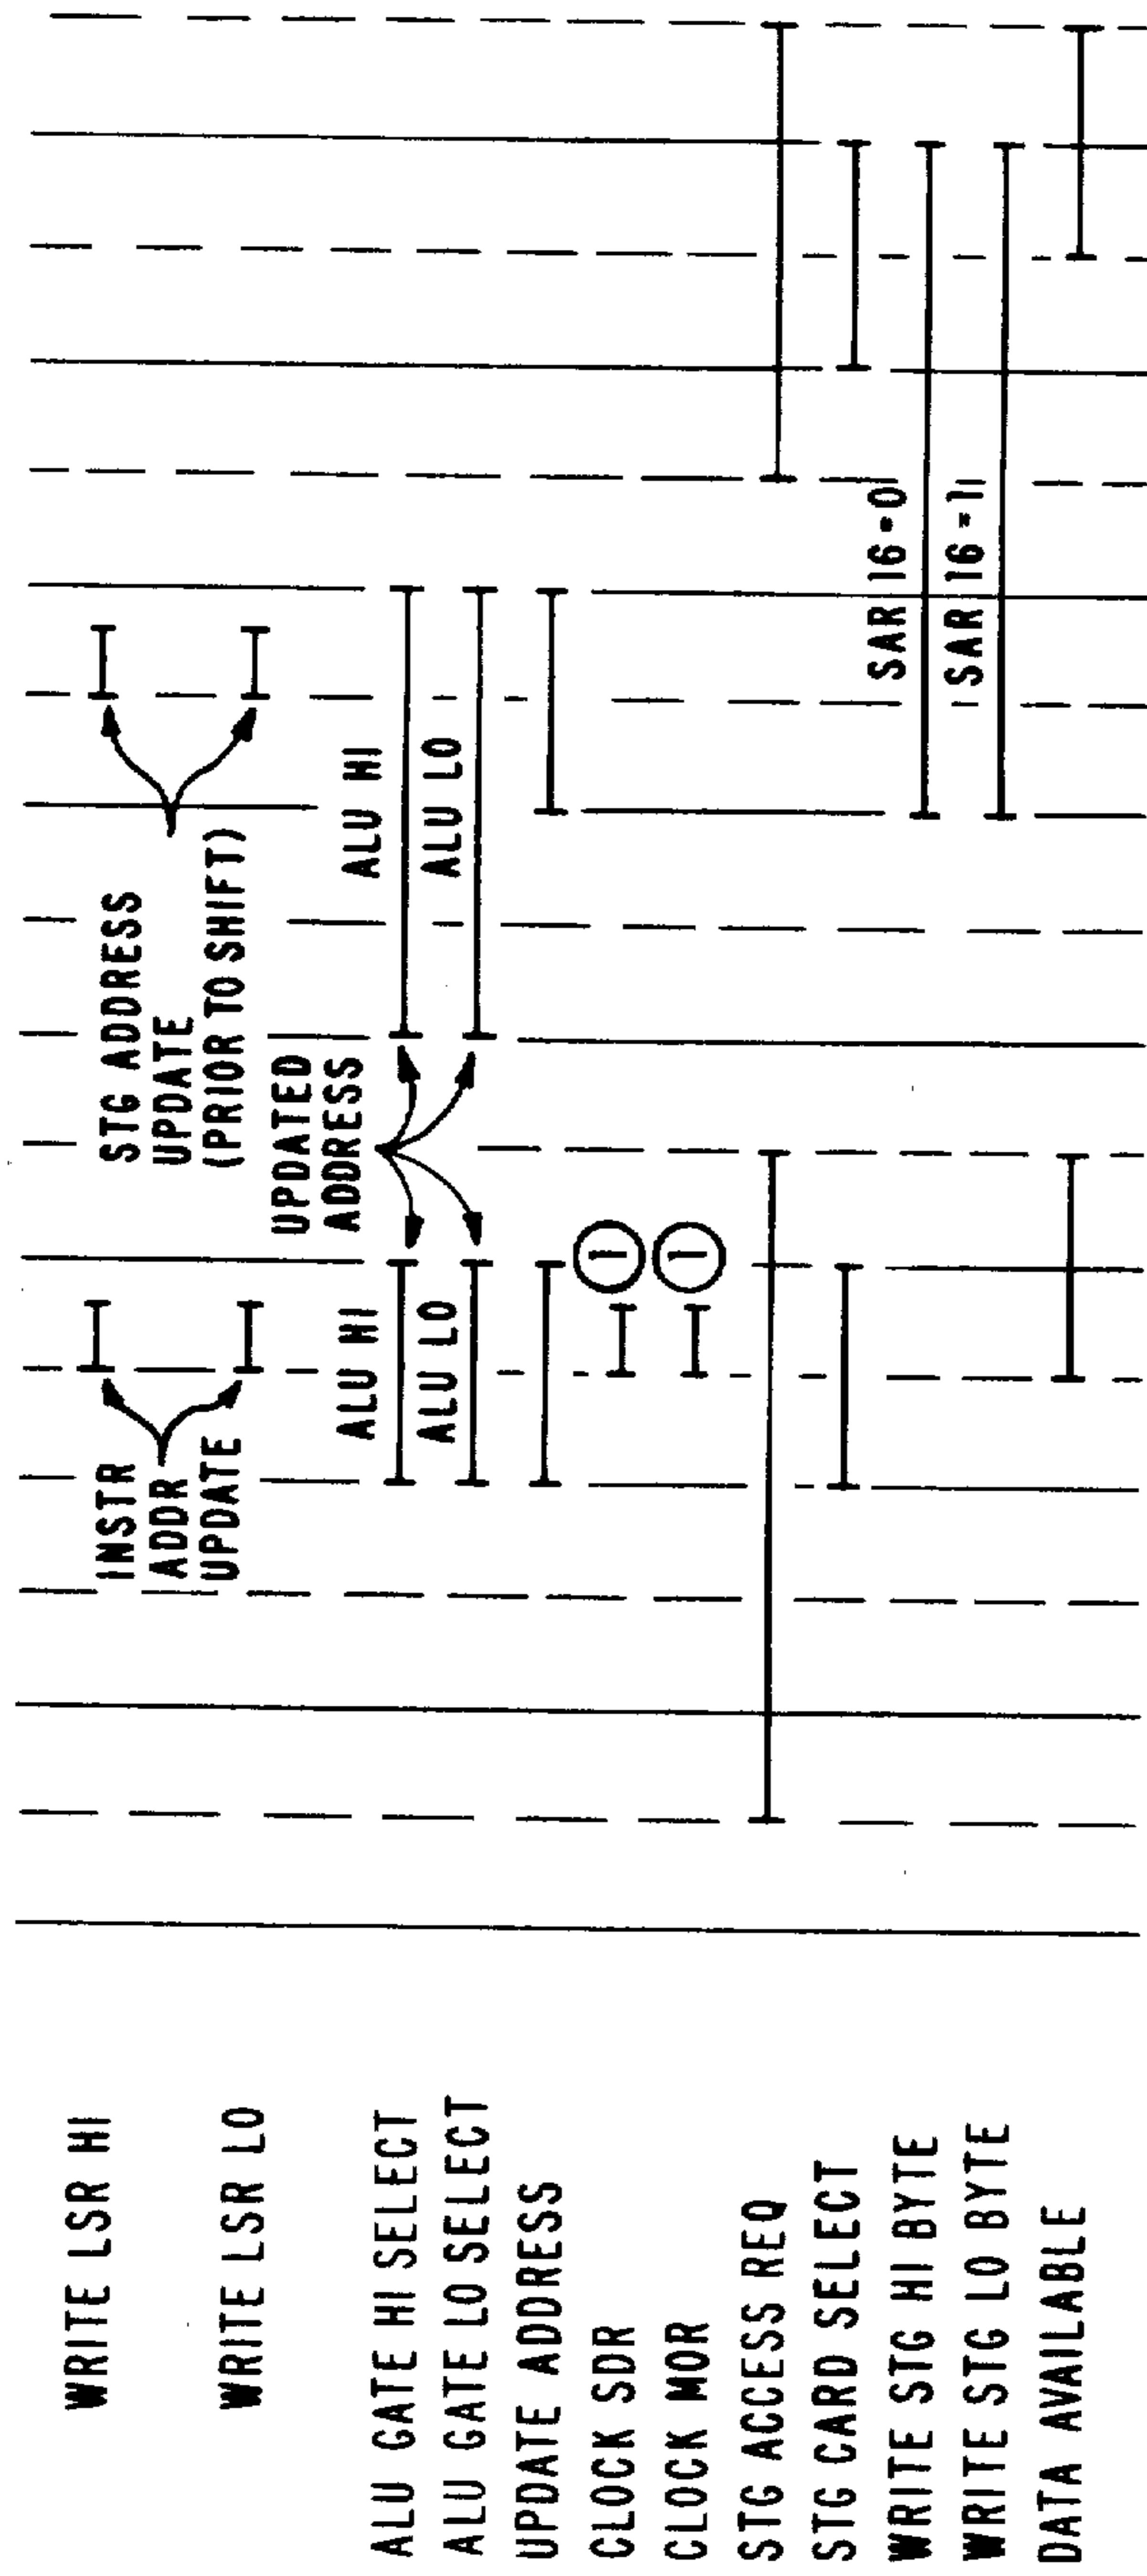 WRITE LSR HI
WRITE LSR LO
ALU GATE HI SELECT
ALU GATE LO SELECT
UPDATE ADDRESS
CLOCK SDR
CLOCK MOR
STG ACCESS REQ
STG CARD SELECT
WRITE STG HI BYTE
WRITE STG LO BYTE
DATA AVAILABLE
INSTR
ADDR
UPDATE
ALU HI
ALU LO
1
1
STG ADDRESS
UPDATE
(PRIOR TO SHIFT)
UPDATED
ADDRESS
ALU HI
ALU LO
SAR 16=0
SAR 16=1